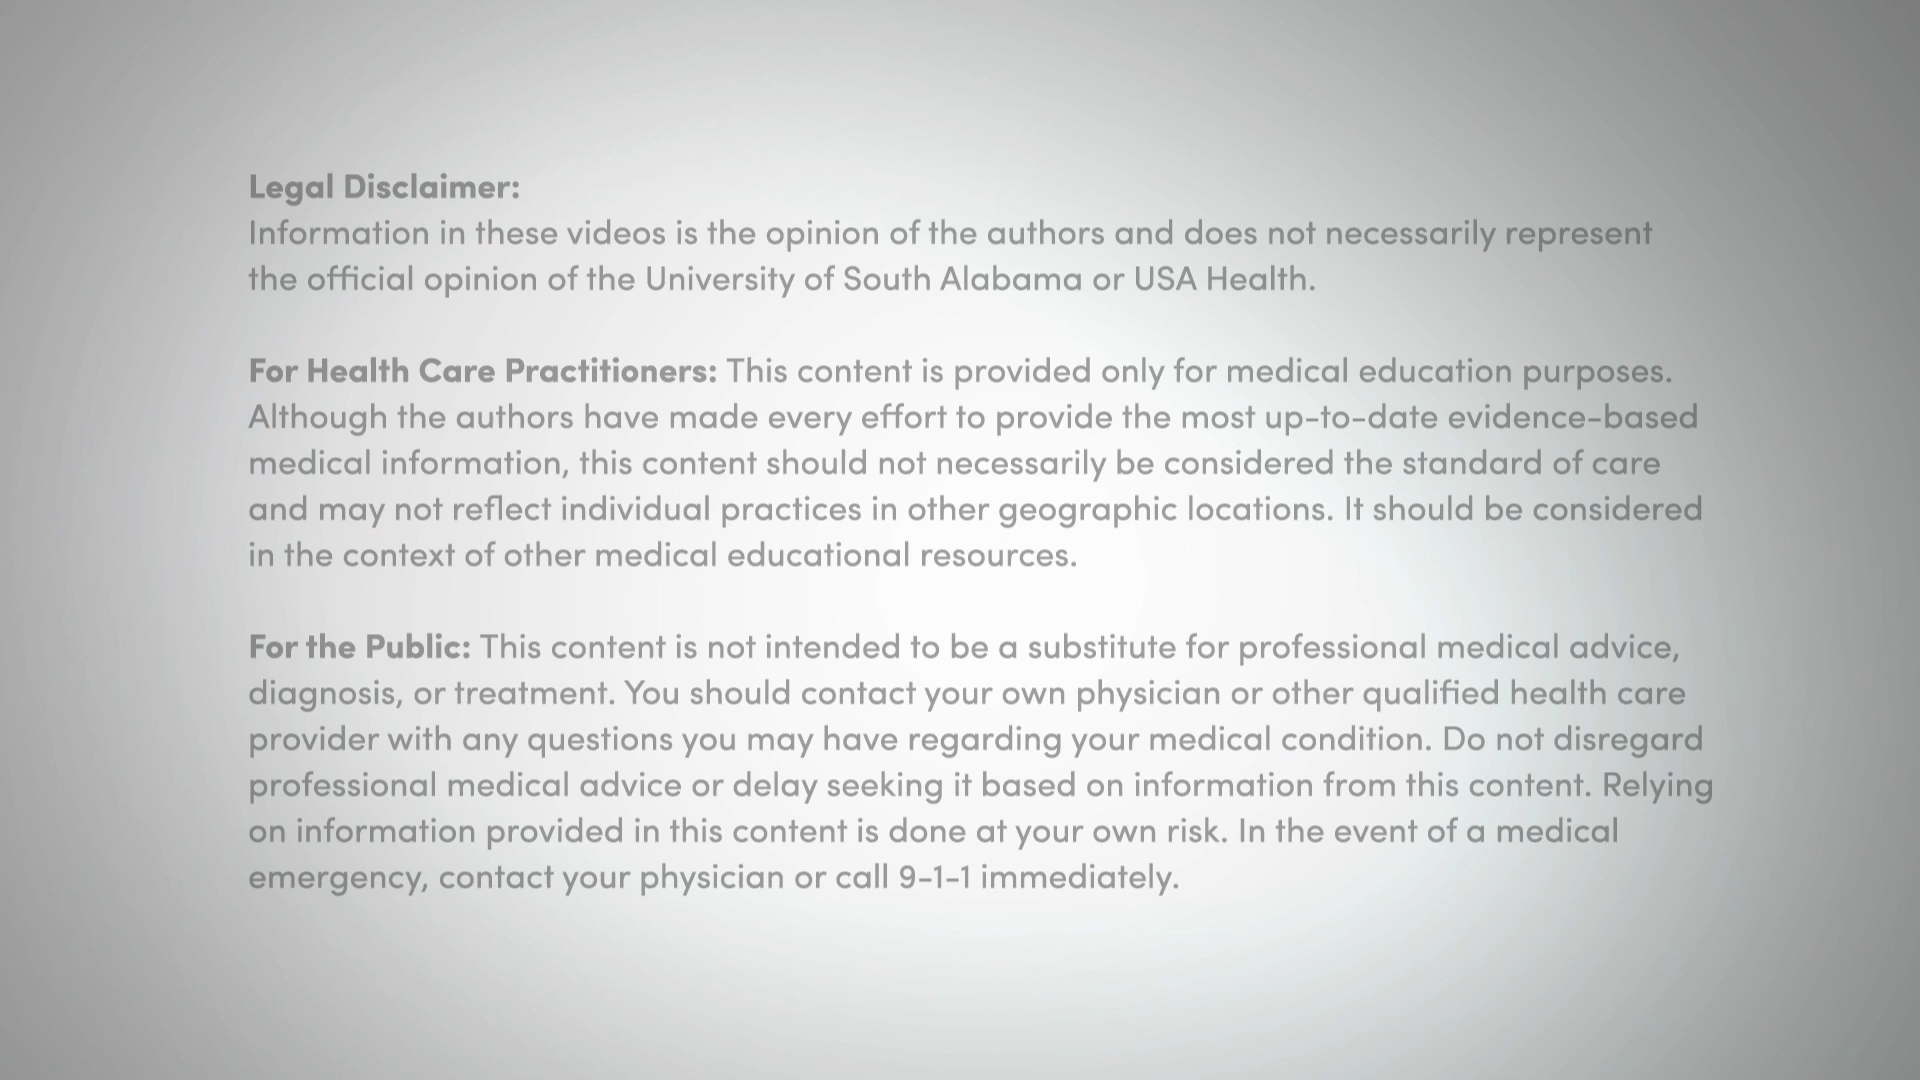 Legal Disclaimer:
Information in these videos is the opinion of the authors and does not necessarily represent
the official opinion of the University of South Alabama or USA Health.
For Health Care Practitioners: This content is provided only for medical education purposes.
Although the authors have made every effort to provide the most up-to-date evidence-based
medical information, this content should not necessarily be considered the standard of care
and may not reflect individual practices in other geographic locations. It should be considered
in the context of other medical educational resources.
For the Public: This content is not intended to be a substitute for professional medical advice,
diagnosis, or treatment. You should contact your own physician or other qualified health care
provider with any questions you may have regarding your medical condition. Do not disregard
professional medical advice or delay seeking it based on information from this content. Relying
on information provided in this content is done at your own risk. In the event of a medical
emergency, contact your physician or call 9-1-1 immediately.